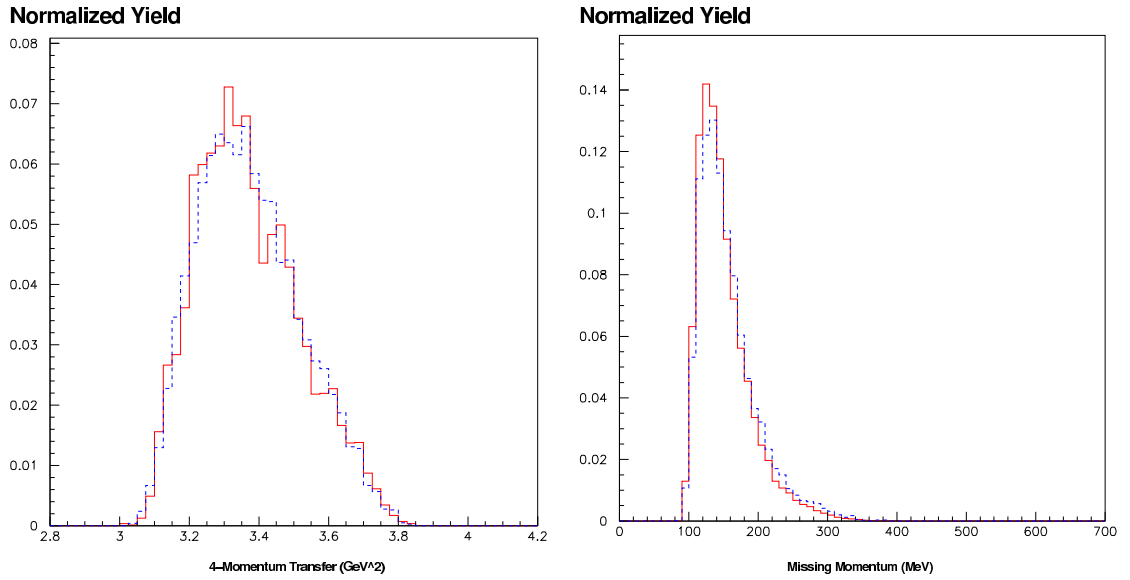 Normalized Yield
0.08
0.07
0.06
0.05
0.04
0.03
0.02
0.01
0
2.8 3 3.2 3.4 3.6 3.8 4 4.2
4–Momentum Transfer (GeV^2)
Normalized Yield
0.14
0.12
0.1
0.08
0.06
0.04
0.02
0
0 100 200 300 400 500 600 700
Missing Momentum (MeV)